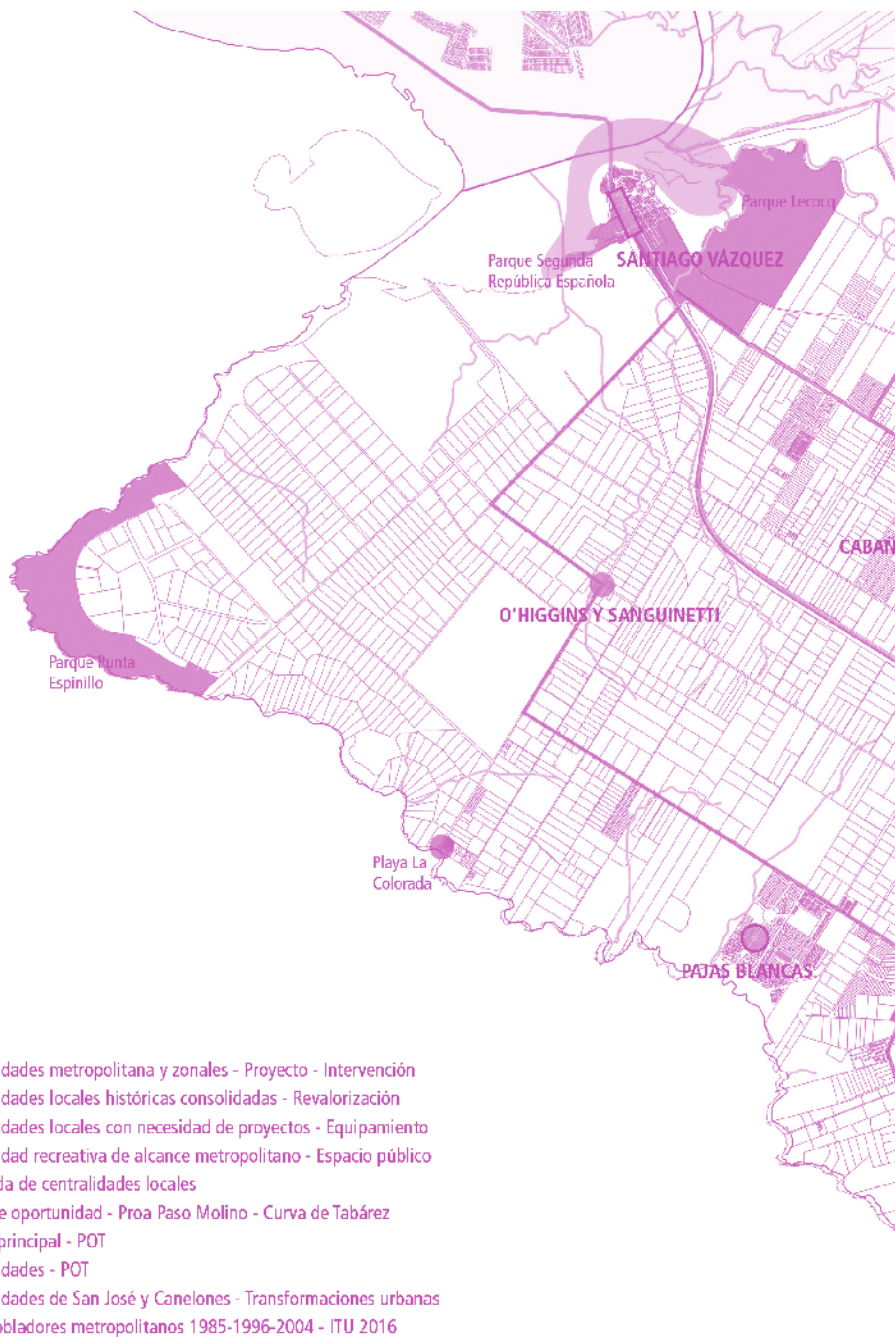 Parque Lecocq
Parque Segunda
República Española
SANTIAGO VÁZQUEZ
CABAÑ
O'HIGGINS Y SANGUINETTI
Parque Punta
Espinillo
Playa La
Colorada
PAJAS BLANCAS
dades metropolitana y zonales - Proyecto - Intervención
dades locales históricas consolidadas - Revalorización
dades locales con necesidad de proyectos - Equipamiento
dad recreativa de alcance metropolitano - Espacio público
da de centralidades locales
e oportunidad - Proa Paso Molino - Curva de Tabárez
principal - POT
dades - POT
dades de San José y Canelones - Transformaciones urbanas
obladores metropolitanos 1985-1996-2004 - ITU 2016